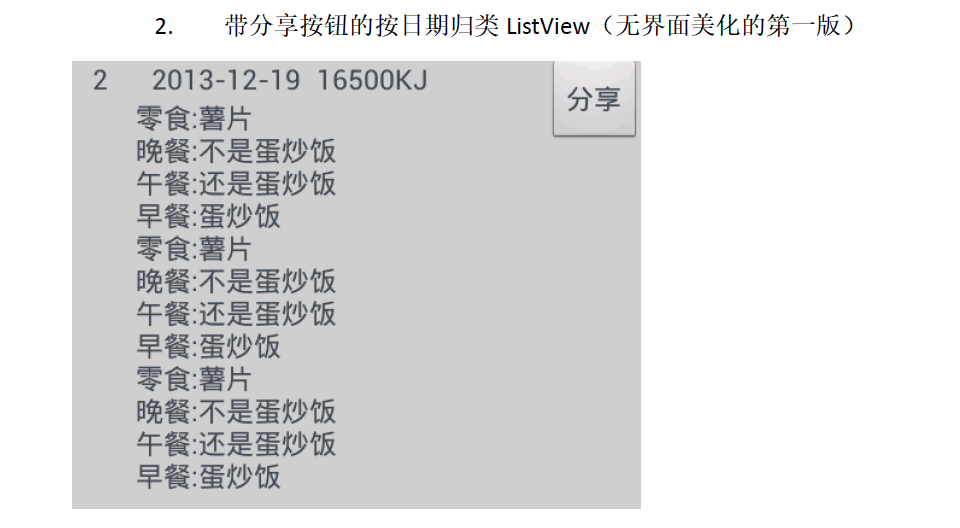 2. 带分享按钮的按日期归类 ListView（无界面美化的第一版）
2 2013-12-19 16500KJ
分享
零食:薯片
晚餐:不是蛋炒饭
午餐:还是蛋炒饭
早餐:蛋炒饭
零食:薯片
晚餐:不是蛋炒饭
午餐:还是蛋炒饭
早餐:蛋炒饭
零食:薯片
晚餐:不是蛋炒饭
午餐:还是蛋炒饭
早餐:蛋炒饭